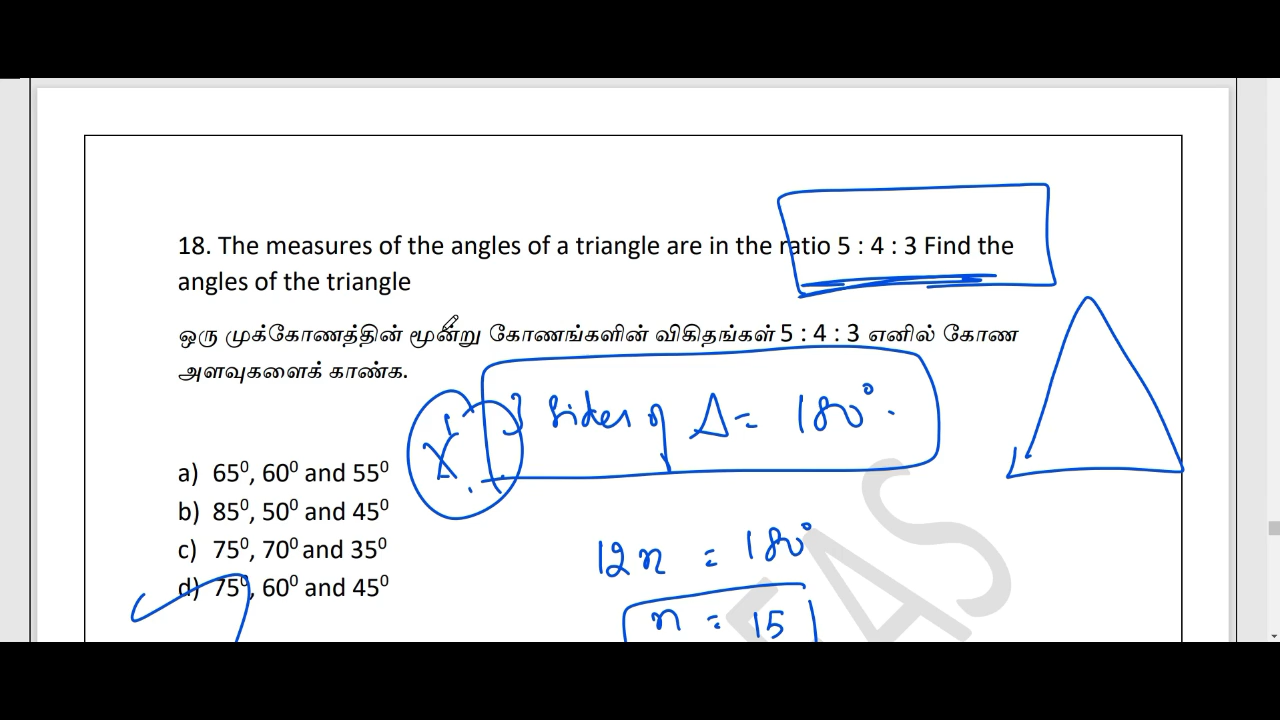 18. The measures of the angles of a triangle are in the ratio 5 : 4 : 3 Find the
angles of the triangle
ஒரு முக்கோணத்தின் மூன்று கோணங்களின் விகிதங்கள் 5 : 4 : 3 எனில் கோண
அளவுகளைக் காண்க.
3 sides of Δ = 180°.
a) 65⁰, 60⁰ and 55⁰
b) 85⁰, 50⁰ and 45⁰
c) 75⁰, 70⁰ and 35⁰
d) 75⁰, 60⁰ and 45⁰
12x = 180°
x = 15